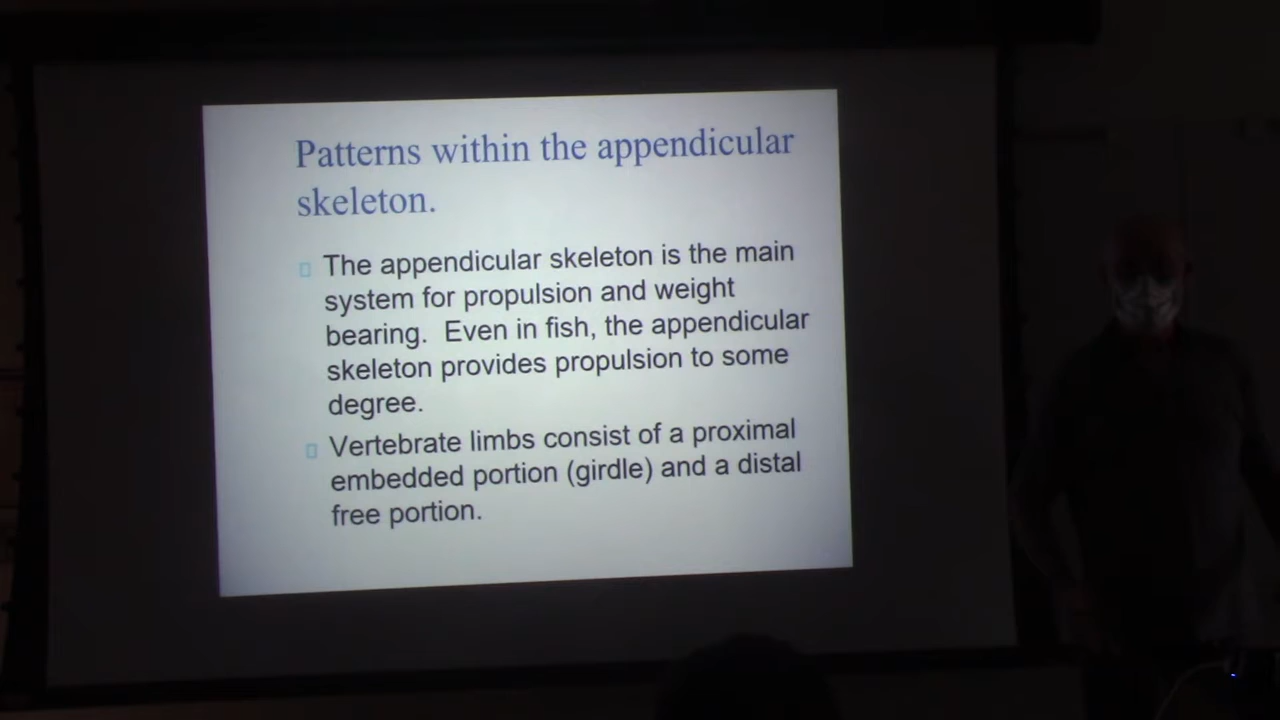 Patterns within the appendicular
skeleton.
The appendicular skeleton is the main
system for propulsion and weight
bearing. Even in fish, the appendicular
skeleton provides propulsion to some
degree.
Vertebrate limbs consist of a proximal
embedded portion (girdle) and a distal
free portion.